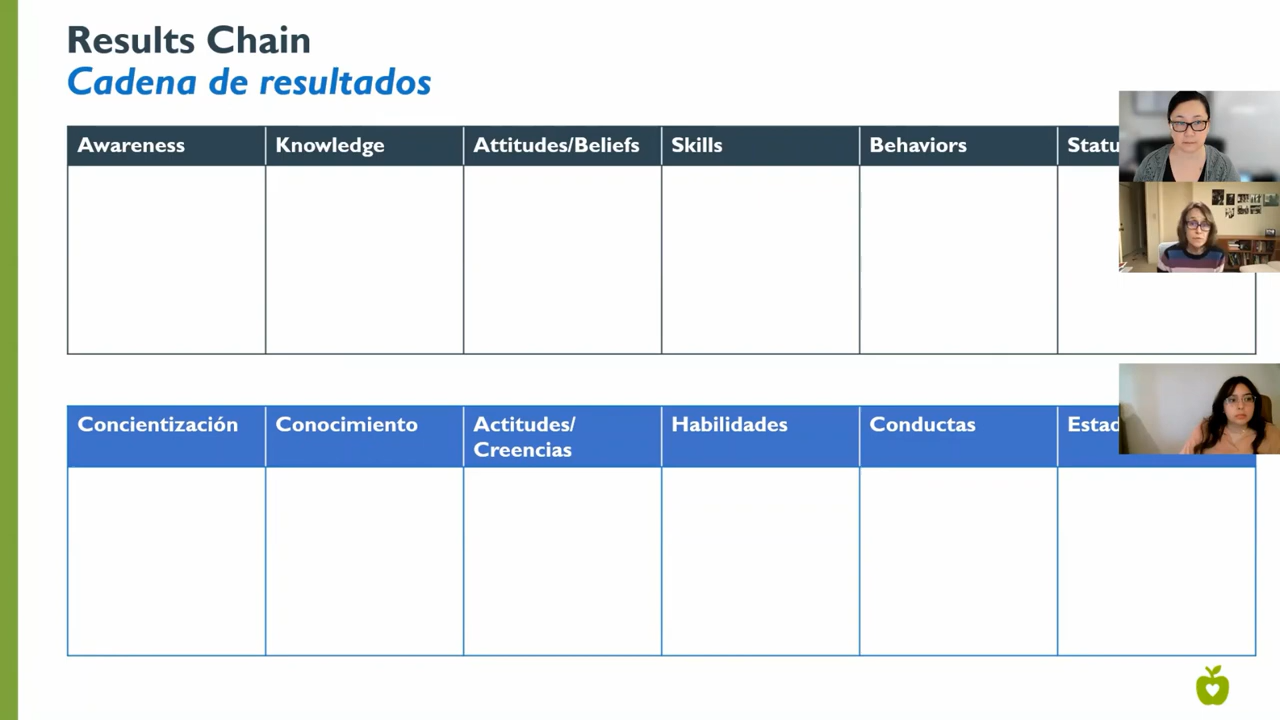 Results Chain
Cadena de resultados
Awareness
Knowledge
Attitudes/Beliefs
Skills
Behaviors
Concientización
Conocimiento
Actitudes/
Creencias
Habilidades
Conductas